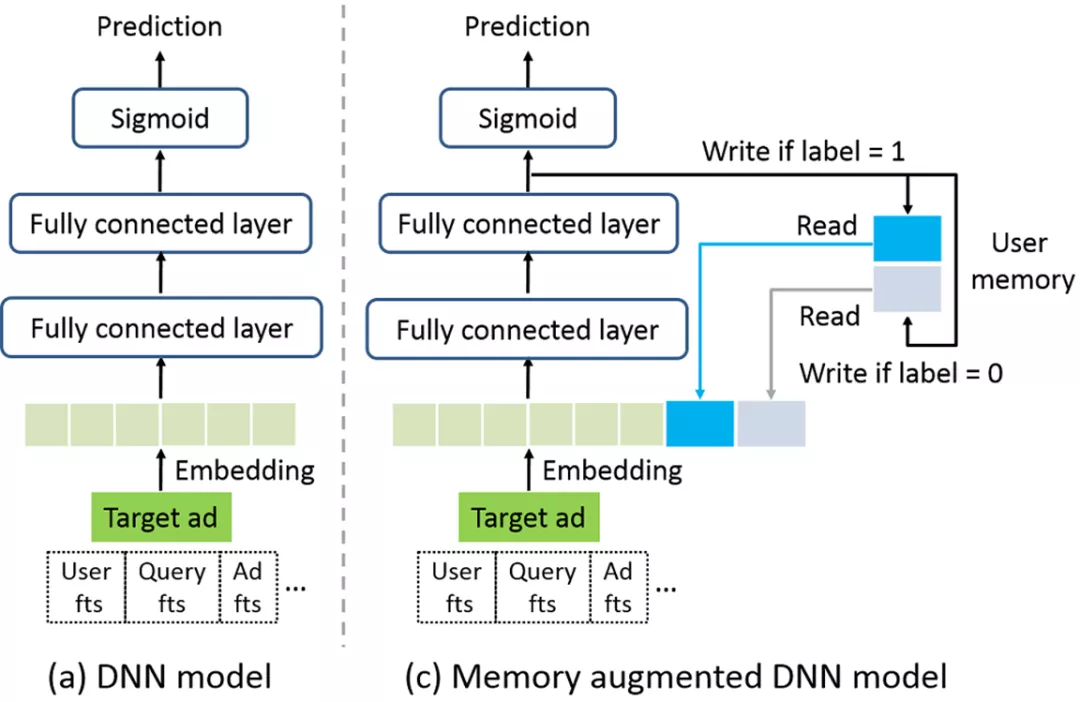 Prediction
Sigmoid
Fully connected layer
Fully connected layer
Embedding
Target ad
User fts
Query fts
Ad fts
...
(a) DNN model
Prediction
Sigmoid
Write if label = 1
Fully connected layer
Read
User
memory
Fully connected layer
Read
Write if label = 0
Embedding
Target ad
User fts
Query fts
Ad fts
...
(c) Memory augmented DNN model